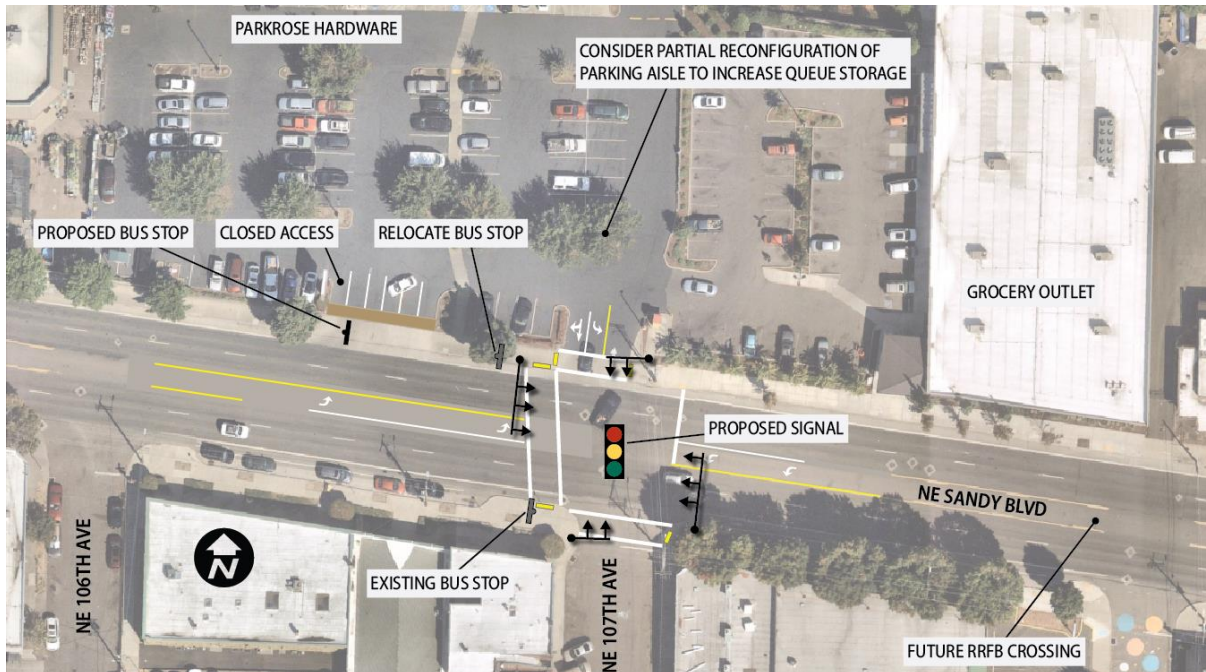 PARKROSE HARDWARE
CONSIDER PARTIAL RECONFIGURATION OF
PARKING AISLE TO INCREASE QUEUE STORAGE
PROPOSED BUS STOP
CLOSED ACCESS
RELOCATE BUS STOP
GROCERY OUTLET
PROPOSED SIGNAL
NE SANDY BLVD
N
EXISTING BUS STOP
NE 106TH AVE
NE 107TH AVE
FUTURE RRFB CROSSING